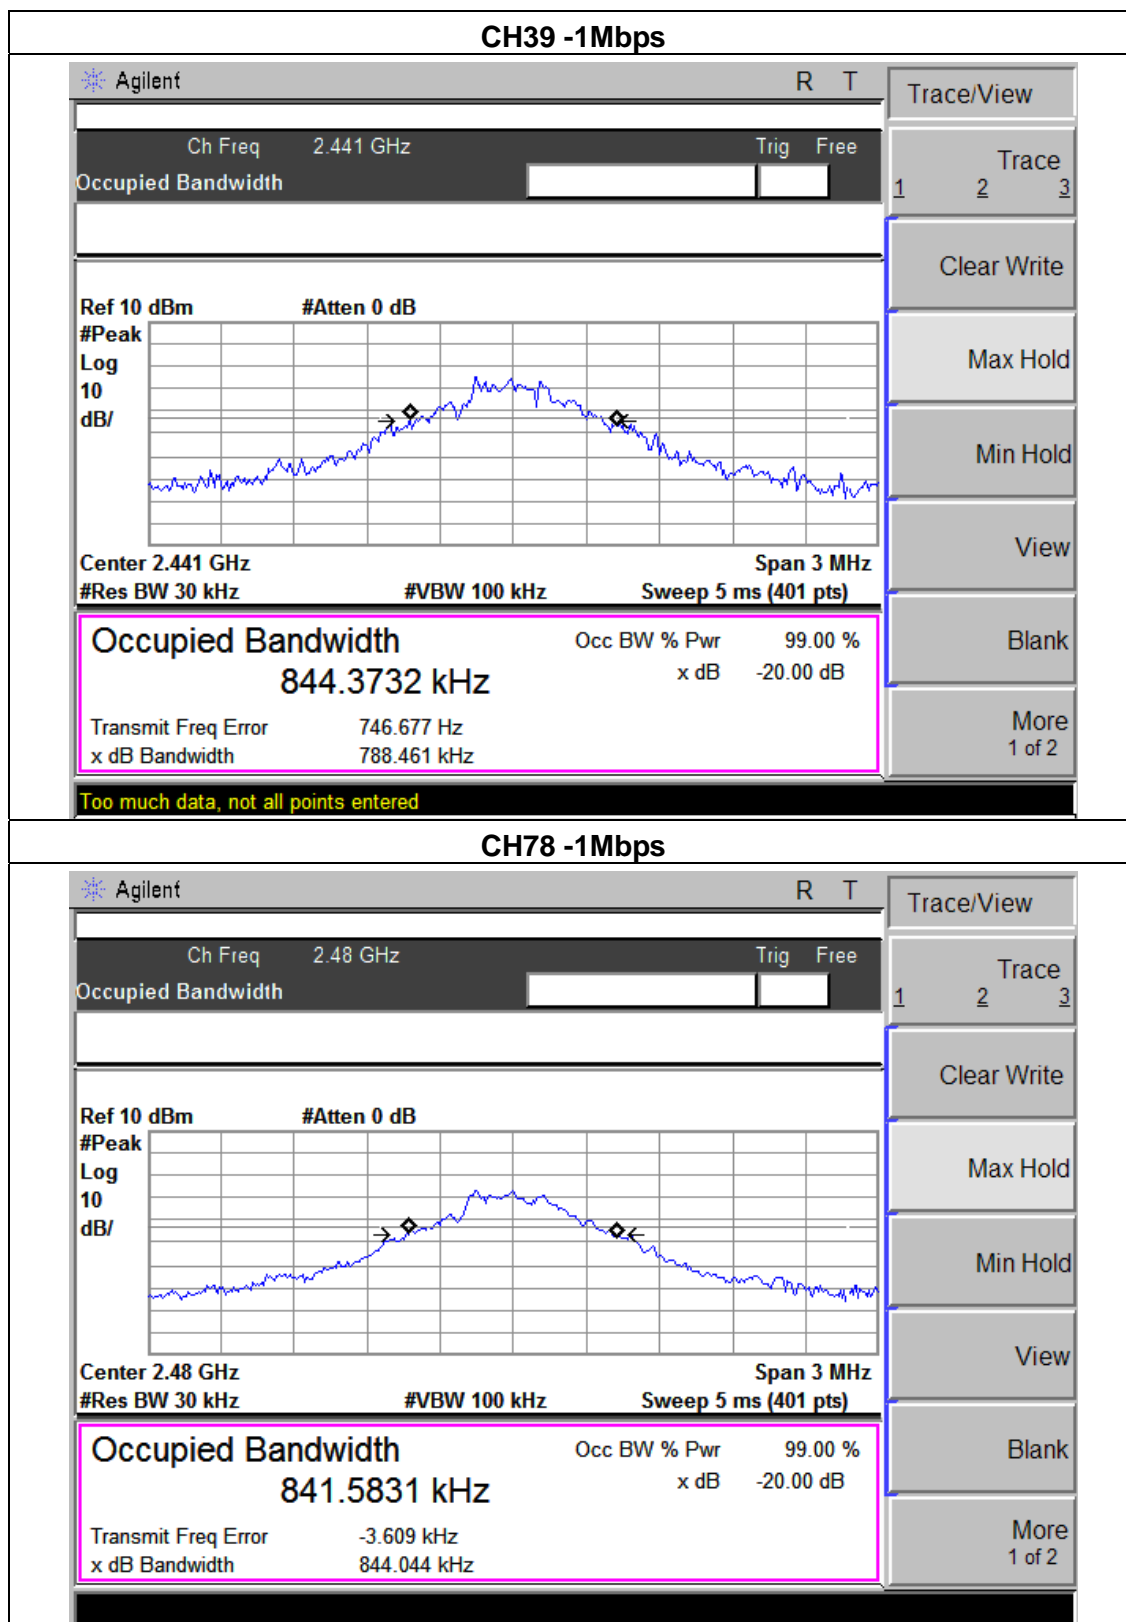 CH39 -1Mbps
Agilent R T
Trace/View
Ch Freq 2.441 GHz Trig Free
Occupied Bandwidth
Trace
1 2 3
Clear Write
Ref 10 dBm #Atten 0 dB
#Peak
Log
10
dB/
Max Hold
Min Hold
View
Center 2.441 GHz Span 3 MHz
#Res BW 30 kHz #VBW 100 kHz Sweep 5 ms (401 pts)
Occupied Bandwidth Occ BW % Pwr 99.00 %
844.3732 kHz x dB -20.00 dB
Blank
Transmit Freq Error 746.677 Hz
x dB Bandwidth 788.461 kHz
More
1 of 2
Too much data, not all points entered
CH78 -1Mbps
Agilent R T
Trace/View
Ch Freq 2.48 GHz Trig Free
Occupied Bandwidth
Trace
1 2 3
Clear Write
Ref 10 dBm #Atten 0 dB
#Peak
Log
10
dB/
Max Hold
Min Hold
View
Center 2.48 GHz Span 3 MHz
#Res BW 30 kHz #VBW 100 kHz Sweep 5 ms (401 pts)
Occupied Bandwidth Occ BW % Pwr 99.00 %
841.5831 kHz x dB -20.00 dB
Blank
Transmit Freq Error -3.609 kHz
x dB Bandwidth 844.044 kHz
More
1 of 2